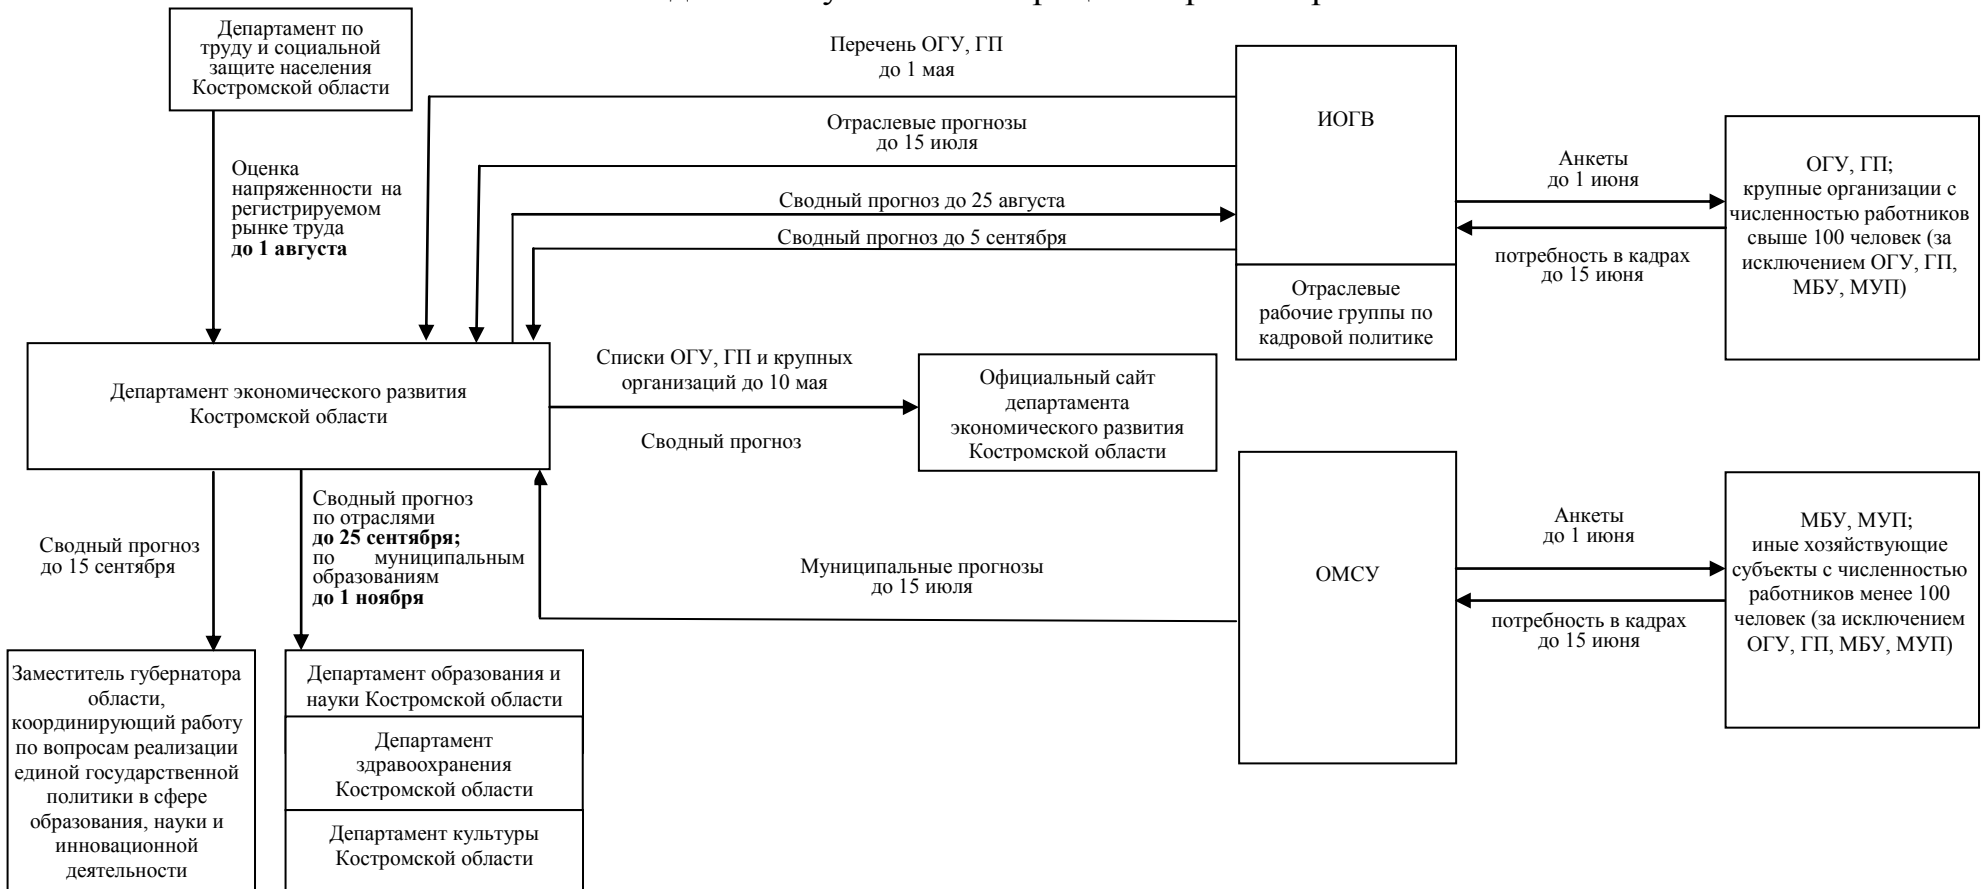 Департамент по
труду и социальной
защите населения
Костромской области
Перечень ОГУ, ГП
до 1 мая
Отраслевые прогнозы
до 15 июля
Сводный прогноз до 25 августа
Сводный прогноз до 5 сентября
Оценка
напряженности на
регистрируемом
рынке труда
до 1 августа
ИОГВ
Отраслевые
рабочие группы по
кадровой политике
Анкеты
до 1 июня
потребность в кадрах
до 15 июня
ОГУ, ГП;
крупные организации с
численностью работников
свыше 100 человек (за
исключением ОГУ, ГП,
МБУ, МУП)
Департамент экономического развития
Костромской области
Списки ОГУ, ГП и крупных
организаций до 10 мая
Сводный прогноз
Официальный сайт
департамента
экономического развития
Костромской области
Сводный прогноз
до 15 сентября
Сводный прогноз
по отраслями
до 25 сентября;
по муниципальным
образованиям
до 1 ноября
Муниципальные прогнозы
до 15 июля
ОМСУ
Анкеты
до 1 июня
потребность в кадрах
до 15 июня
МБУ, МУП;
иные хозяйствующие
субъекты с численностью
работников менее 100
человек (за исключением
ОГУ, ГП, МБУ, МУП)
Заместитель губернатора
области,
координирующий работу
по вопросам реализации
единой государственной
политики в сфере
образования, науки и
инновационной
деятельности
Департамент образования и
науки Костромской области
Департамент
здравоохранения
Костромской области
Департамент культуры
Костромской области